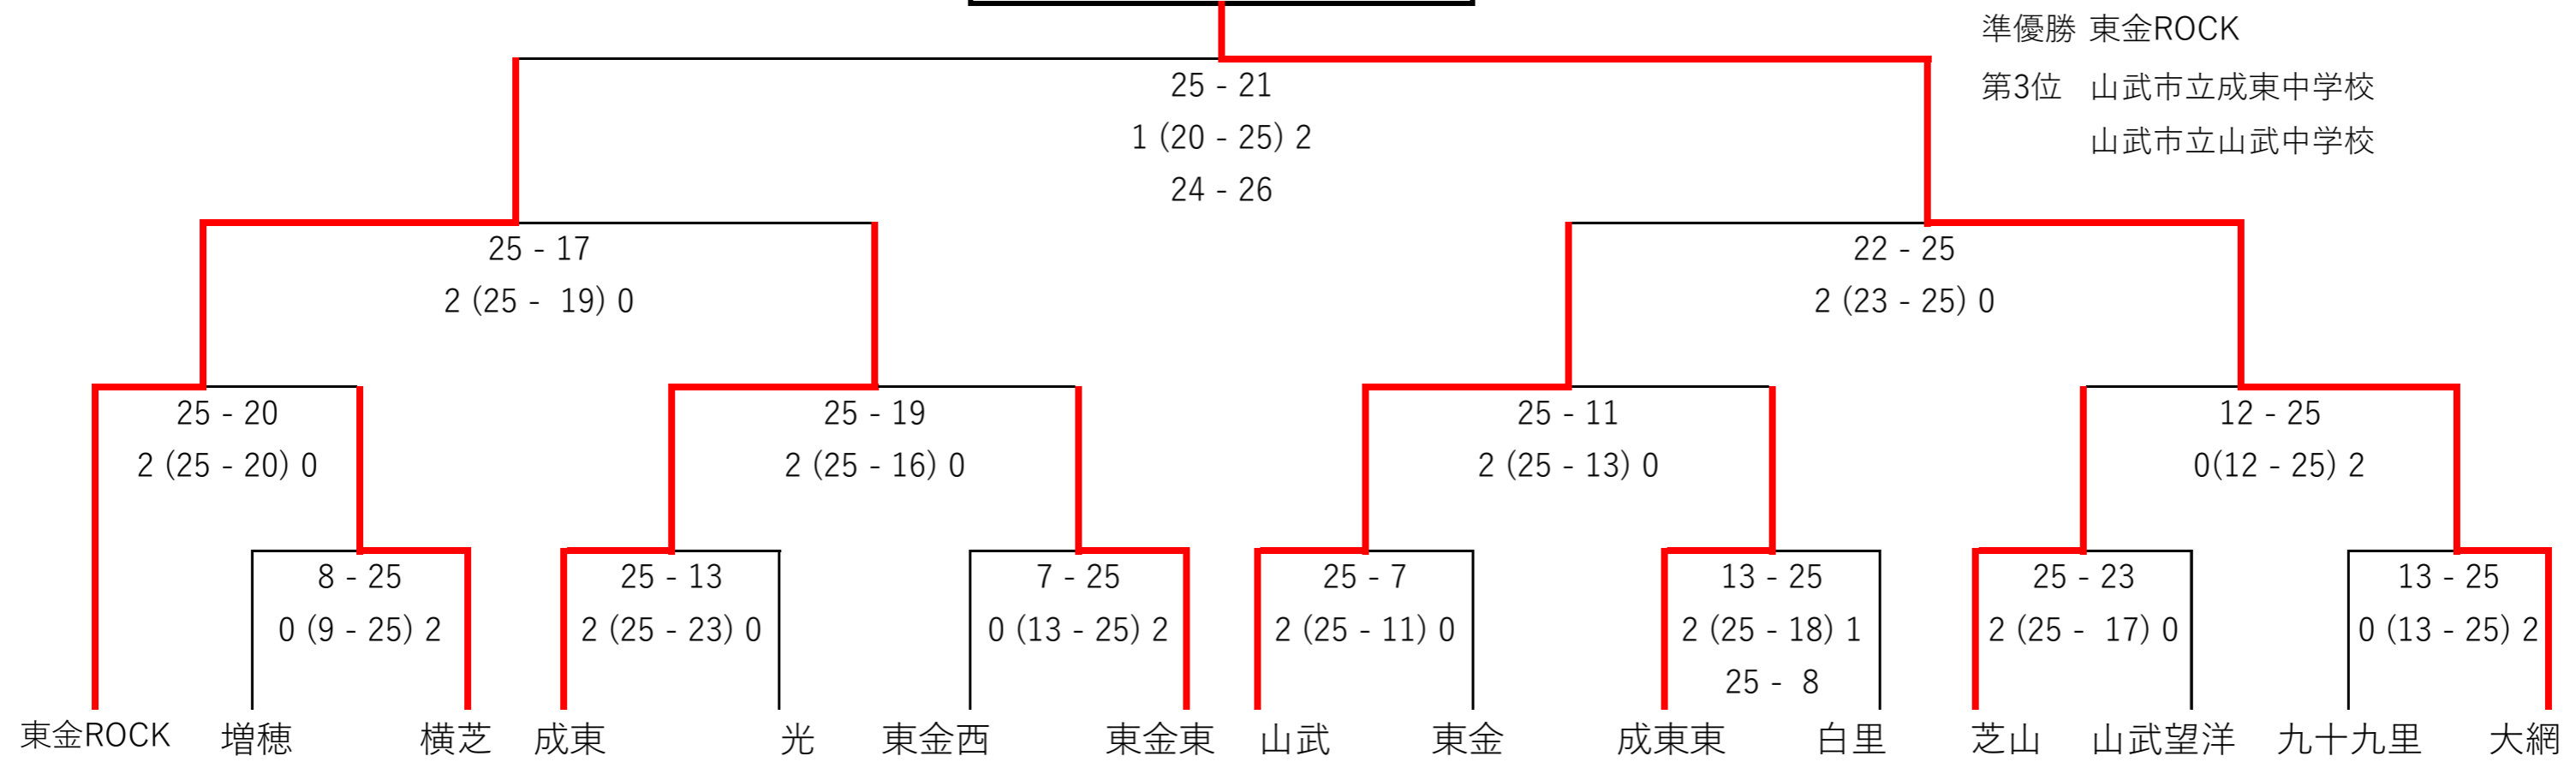 準優勝 東金ROCK
第3位 山武市立成東中学校
山武市立山武中学校
25 - 21
1 (20 - 25) 2
24 - 26
25 - 17
2 (25 - 19) 0
22 - 25
2 (23 - 25) 0
25 - 20
2 (25 - 20) 0
25 - 19
2 (25 - 16) 0
25 - 11
2 (25 - 13) 0
12 - 25
0(12 - 25) 2
8 - 25
0 (9 - 25) 2
25 - 13
2 (25 - 23) 0
7 - 25
0 (13 - 25) 2
25 - 7
2 (25 - 11) 0
13 - 25
2 (25 - 18) 1
25 - 8
25 - 23
2 (25 - 17) 0
13 - 25
0 (13 - 25) 2
東金ROCK 増穂 横芝 成東 光 東金西 東金東 山武 東金 成東東 白里 芝山 山武望洋 九十九里 大網